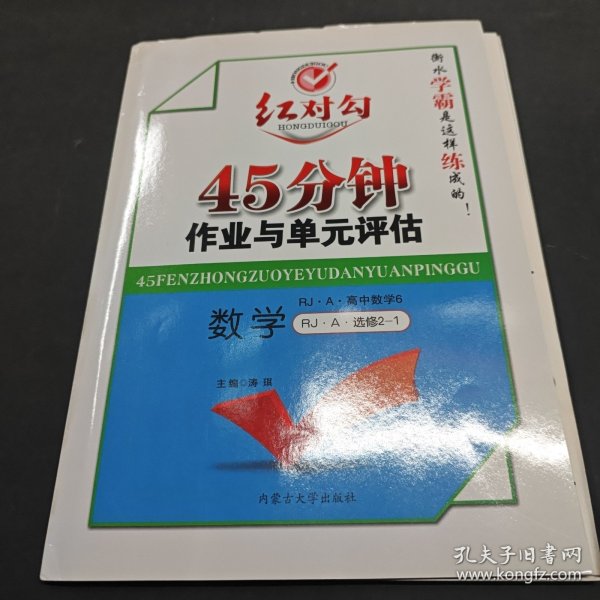 红对勾
HONGDUIGOU
衡水学霸是这样练成的！
45分钟
作业与单元评估
45FENZHONGZUOYEYUDANYUANPINGGU
RJ·A·高中数学6
数学
RJ·A·选修2-1
主编◎涛琪
内蒙古大学出版社
孔夫子旧书网
www.kongfz.com